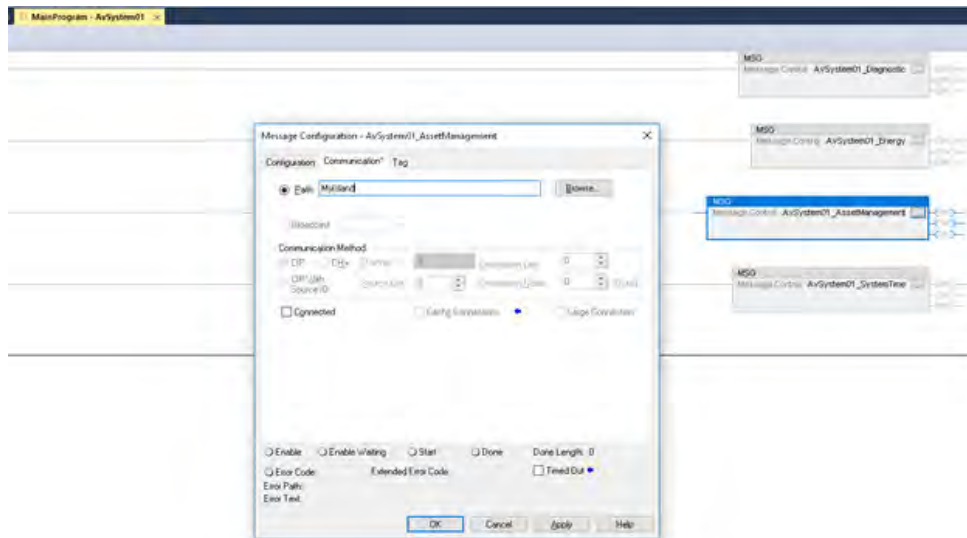 MainProgram - AvSystem01 ×
MSG
Message Control AvSystem01_Diagnostic
MSG
Message Control AvSystem01_Energy
MSG
Message Control AvSystem01_AssetManagement
MSG
Message Control AvSystem01_SystemTime
Message Configuration - AvSystem01_AssetManagement
Configuration Communication* Tag
Path: MyIsland
Browse...
Broadcast
Communication Method
CIP DH+ Channel:
CIP With Source ID
Source Link: 0
Destination Link: 0
Destination Node: 0 (Octal)
Connected
Cache Connections
Large Connection
Enable Enable Waiting Start Done Done Length: 0
Error Code: Extended Error Code: Timed Out
Error Path:
Error Text:
OK Cancel Apply Help